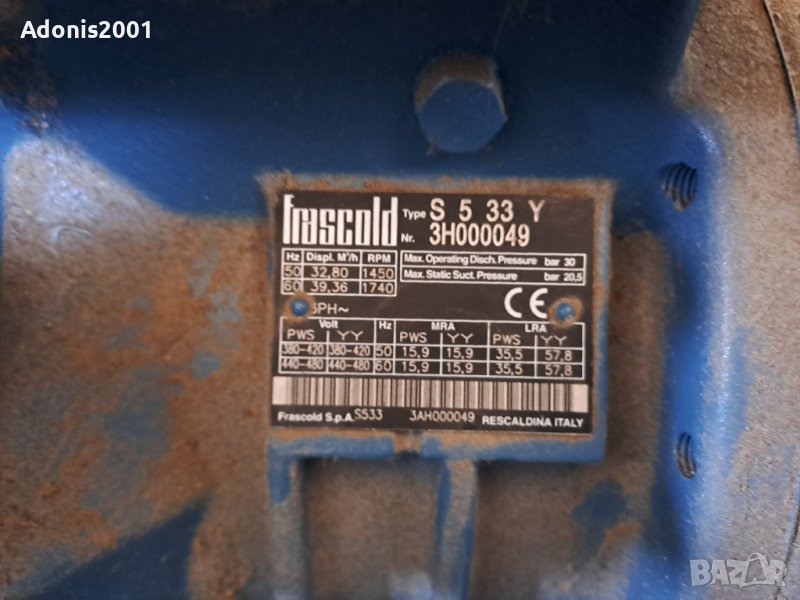 Adonis2001
frascold Type S 5 33 Y
Nr. 3H000049
Hz Displ. M³/h RPM
50 32,80 1450
60 39,36 1740
Max. Operating Disch. Pressure bar 30
Max. Static Suct. Pressure bar 20,5
3PH~ CE
Volt Hz MRA LRA
PWS YY PWS YY PWS YY
380-420 380-420 50 15,9 15,9 35,5 57,8
440-480 440-480 60 15,9 15,9 35,5 57,8
Frascold S.p.A. S533 3AH000049 RESCALDINA ITALY
BAZAR